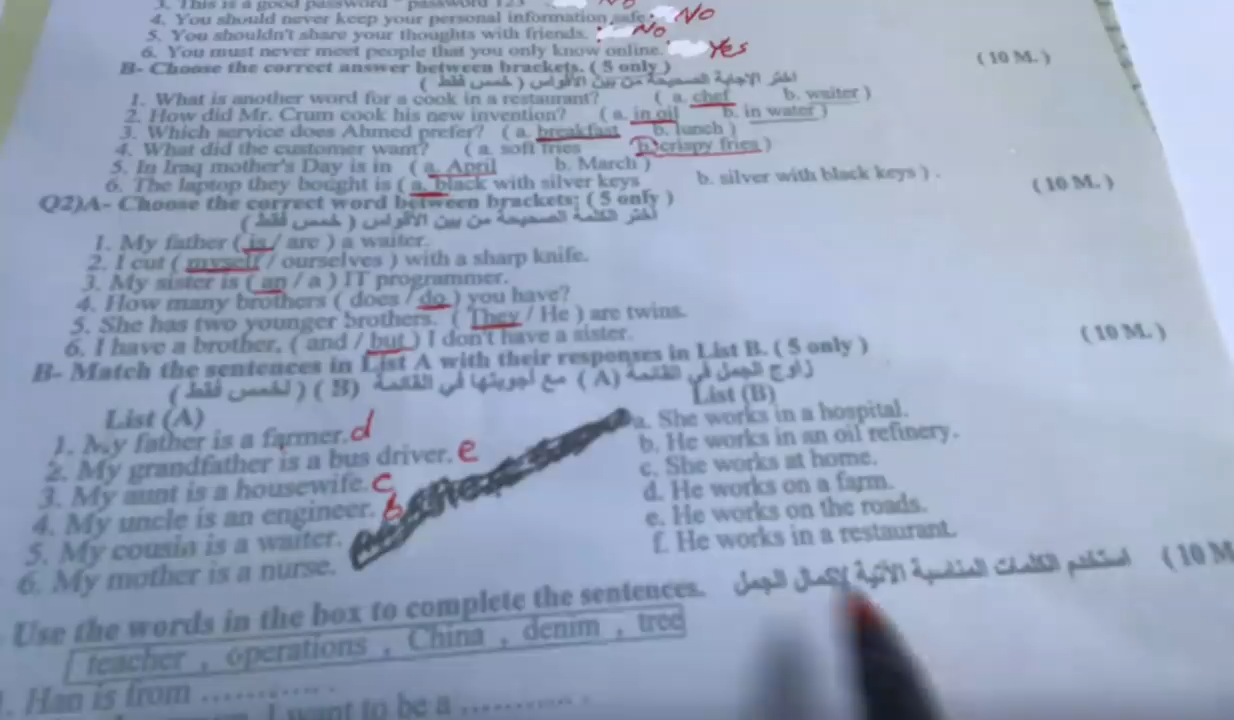 3. This is a good password - password 123 No
4. You should never keep your personal information safe. No
5. You shouldn't share your thoughts with friends. No
6. You must never meet people that you only know online. Yes
B- Choose the correct answer between brackets. ( 5 only ) (10 M.)
اختر الاجابة الصحيحة من بين الأقواس ( خمس فقط )
1. What is another word for a cook in a restaurant? ( a. chef b. waiter )
2. How did Mr. Crum cook his new invention? ( a. in oil b. in water )
3. Which service does Ahmed prefer? ( a. breakfast b. lunch )
4. What did the customer want? ( a. soft fries b. crispy fries )
5. In Iraq mother's Day is in ( a. April b. March )
6. The laptop they bought is ( a. black with silver keys b. silver with black keys ) .
Q2)A- Choose the correct word between brackets: ( 5 only ) (10 M.)
اختر الكلمة الصحيحة من بين الأقواس ( خمس فقط )
1. My father ( is / are ) a waiter.
2. I cut ( myself / ourselves ) with a sharp knife.
3. My sister is ( an / a ) IT programmer.
4. How many brothers ( does / do ) you have?
5. She has two younger brothers. ( They / He ) are twins.
6. I have a brother, ( and / but ) I don't have a sister.
B- Match the sentences in List A with their responses in List B. ( 5 only ) (10 M.)
زاوج الجمل في القائمة (A) مع اجوبتها في القائمة (B) ( لخمس فقط )
List (A) List (B)
1. My father is a farmer. d a. She works in a hospital.
2. My grandfather is a bus driver. e b. He works in an oil refinery.
3. My aunt is a housewife. c c. She works at home.
4. My uncle is an engineer. b d. He works on a farm.
5. My cousin is a waiter. e. He works on the roads.
6. My mother is a nurse. f. He works in a restaurant.
Use the words in the box to complete the sentences. استخدم الكلمات المناسبة الآتية لإكمال الجمل (10 M
teacher , operations , China , denim , tree
. Han is from ............
I want to be a ............